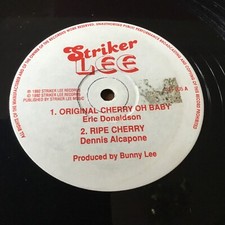 Striker
LEE
℗ 1992 STRIKER LEE RECORDS
© 1992 STRIKER LEE RECORDS
PUBLISHED BY STRIKER LEE MUSIC
A
1. ORIGINAL CHERRY OH BABY
Eric Donaldson
2. RIPE CHERRY
Dennis Alcapone
Produced by Bunny Lee